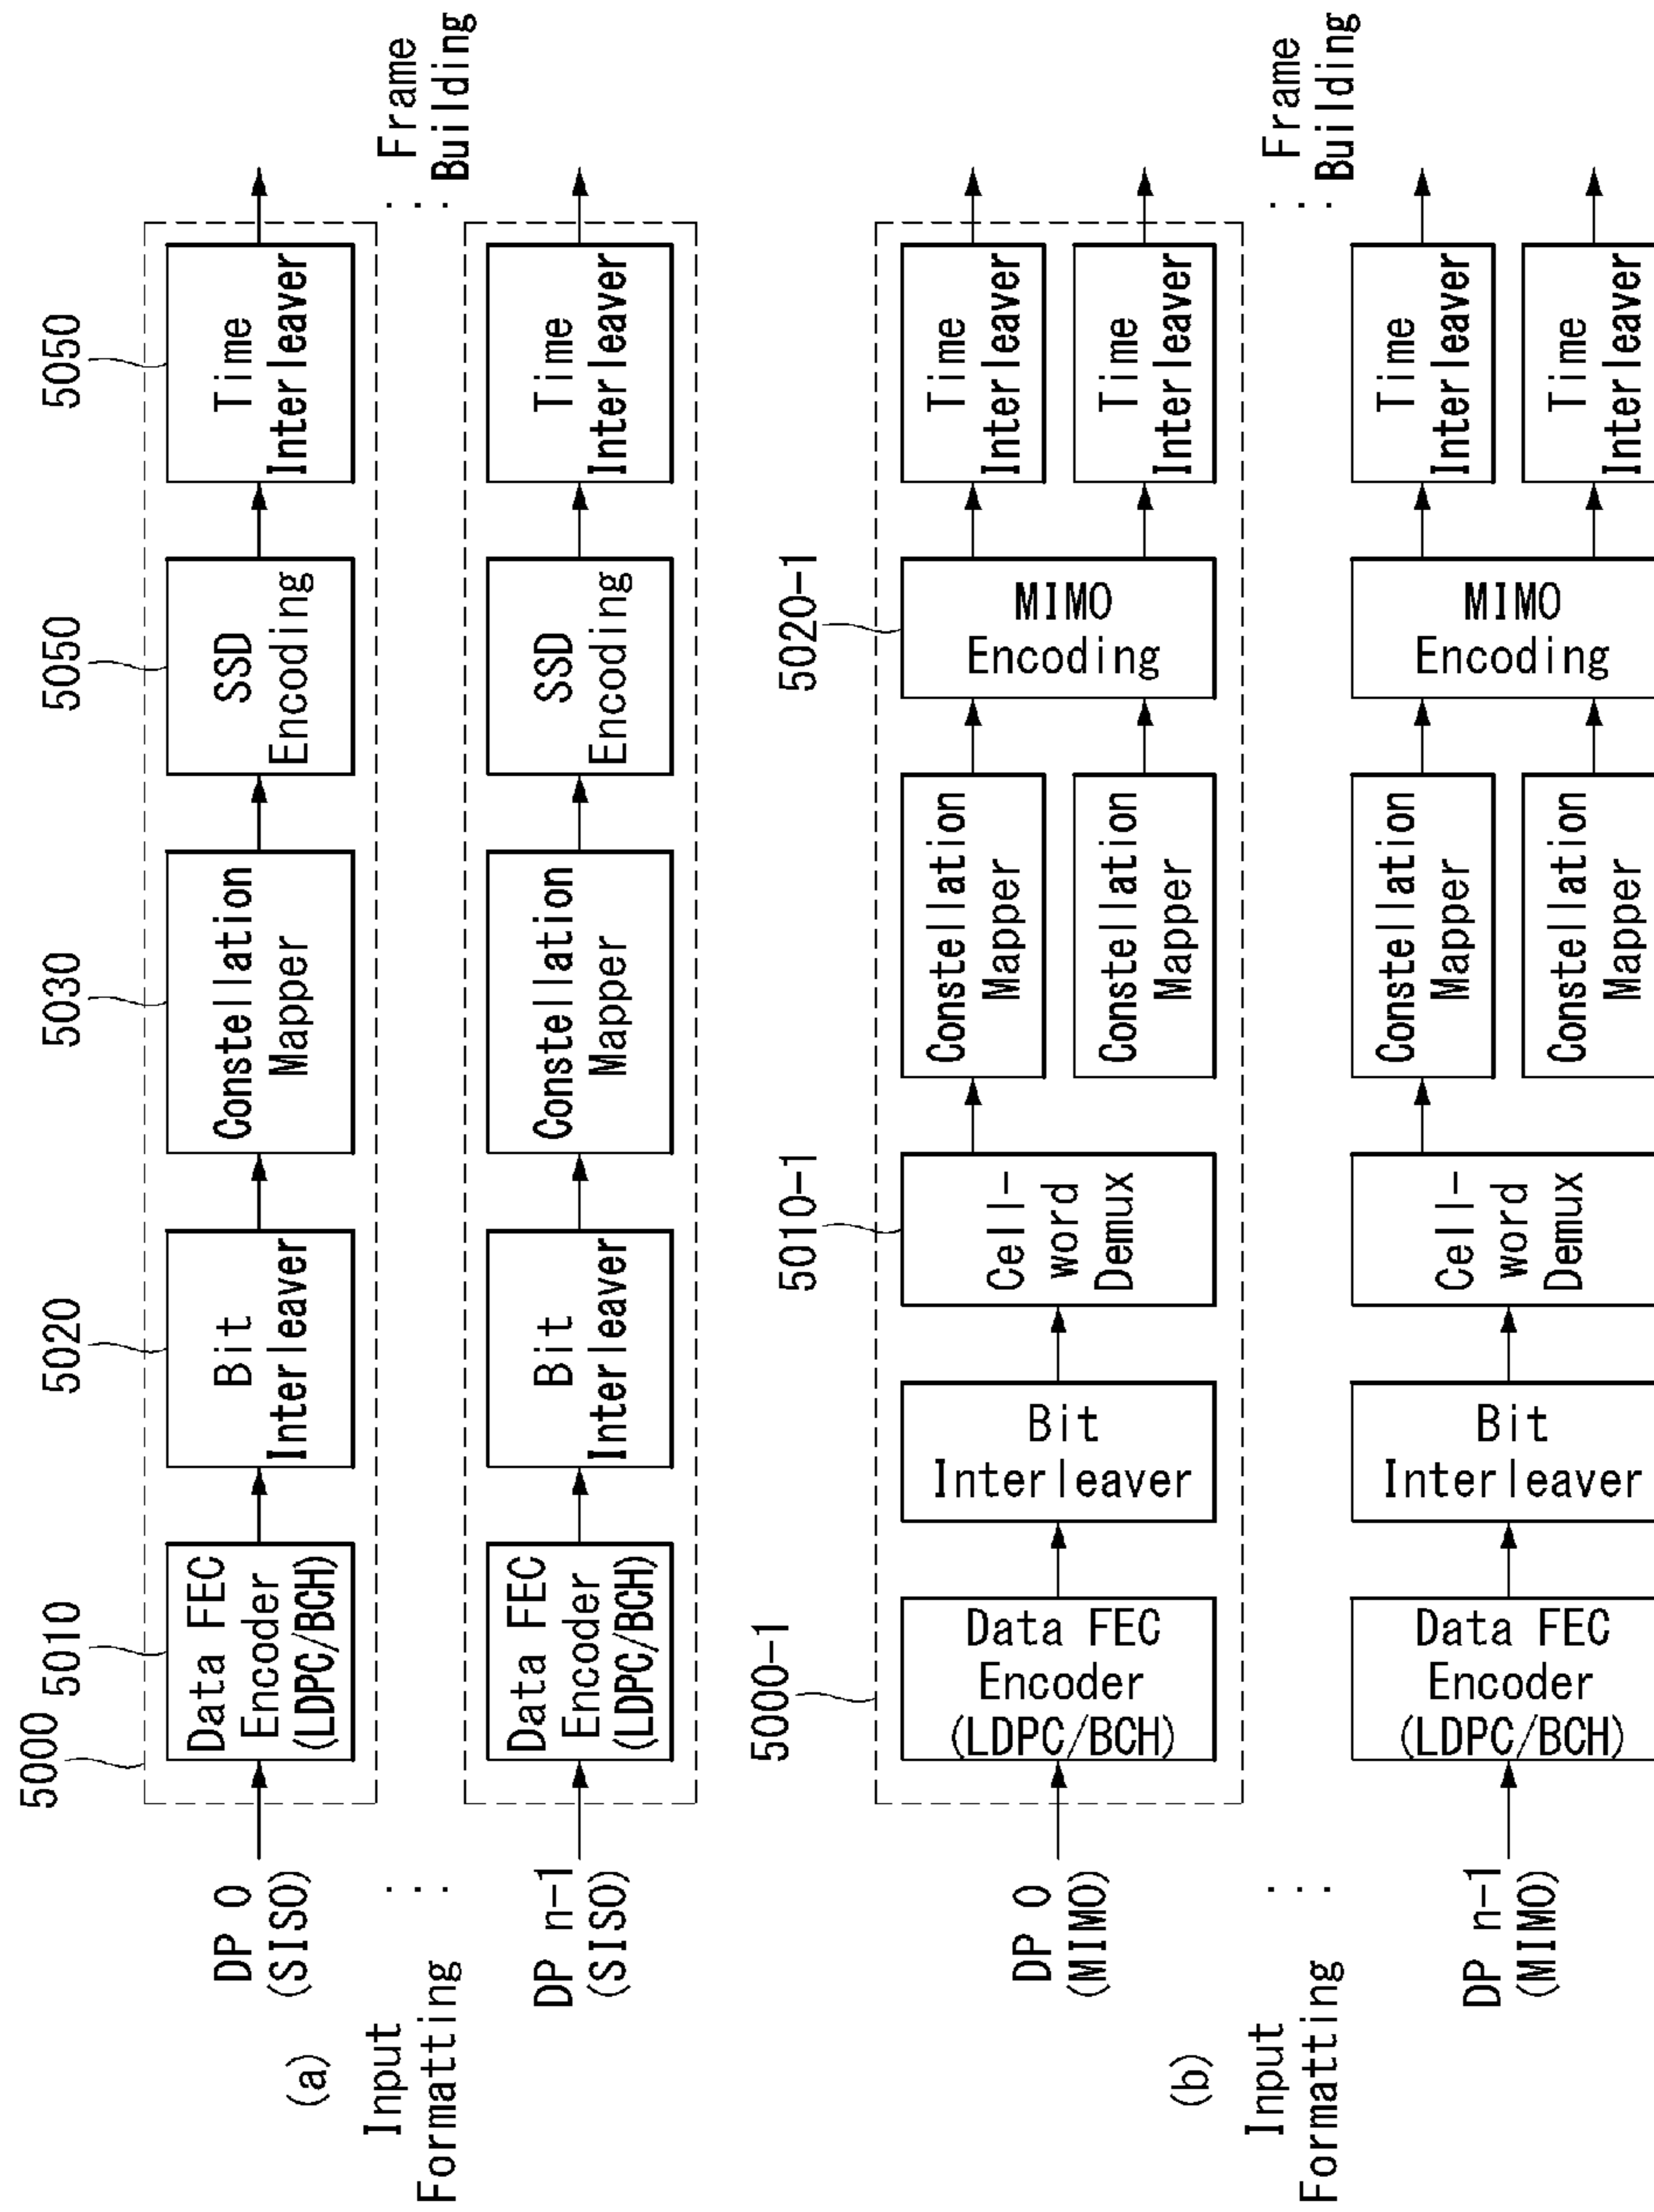 5000
5010
5020
5030
5050
5050
DP 0
(SISO)
Data FEC
Encoder
(LDPC/BCH)
Bit
Interleaver
Constellation
Mapper
SSD
Encoding
Time
Interleaver
(a)
Input
Formatting
...
...
Frame
Building
DP n-1
(SISO)
Data FEC
Encoder
(LDPC/BCH)
Bit
Interleaver
Constellation
Mapper
SSD
Encoding
Time
Interleaver
5000-1
5010-1
5020-1
DP 0
(MIMO)
Data FEC
Encoder
(LDPC/BCH)
Bit
Interleaver
Cell-
word
Demux
Constellation
Mapper
Constellation
Mapper
MIMO
Encoding
Time
Interleaver
Time
Interleaver
(b)
Input
Formatting
...
...
Frame
Building
DP n-1
(MIMO)
Data FEC
Encoder
(LDPC/BCH)
Bit
Interleaver
Cell-
word
Demux
Constellation
Mapper
Constellation
Mapper
MIMO
Encoding
Time
Interleaver
Time
Interleaver